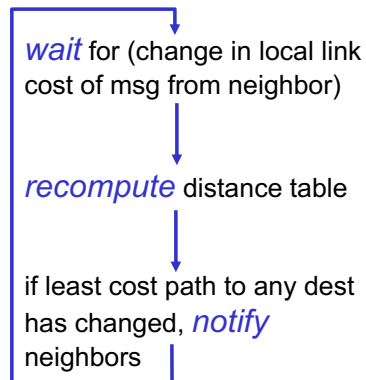 wait for (change in local link
cost of msg from neighbor)
recompute distance table
if least cost path to any dest
has changed, notify
neighbors